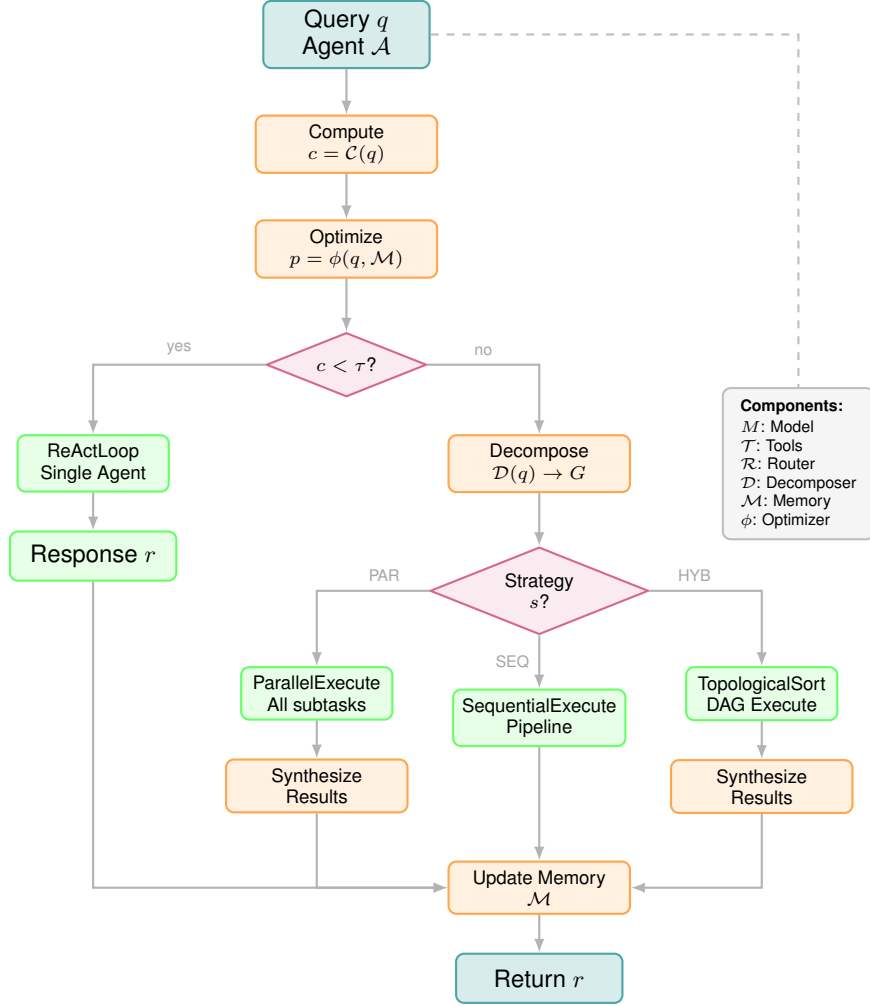 Query q
Agent 𝒜
Compute
c = 𝒞(q)
Optimize
p = ϕ(q, ℳ)
yes
c < τ?
no
Components:
M: Model
𝒯: Tools
ℛ: Router
𝒟: Decomposer
ℳ: Memory
ϕ: Optimizer
ReActLoop
Single Agent
Decompose
𝒟(q) → G
Response r
PAR
Strategy
s?
HYB
SEQ
ParallelExecute
All subtasks
SequentialExecute
Pipeline
TopologicalSort
DAG Execute
Synthesize
Results
Synthesize
Results
Update Memory
ℳ
Return r